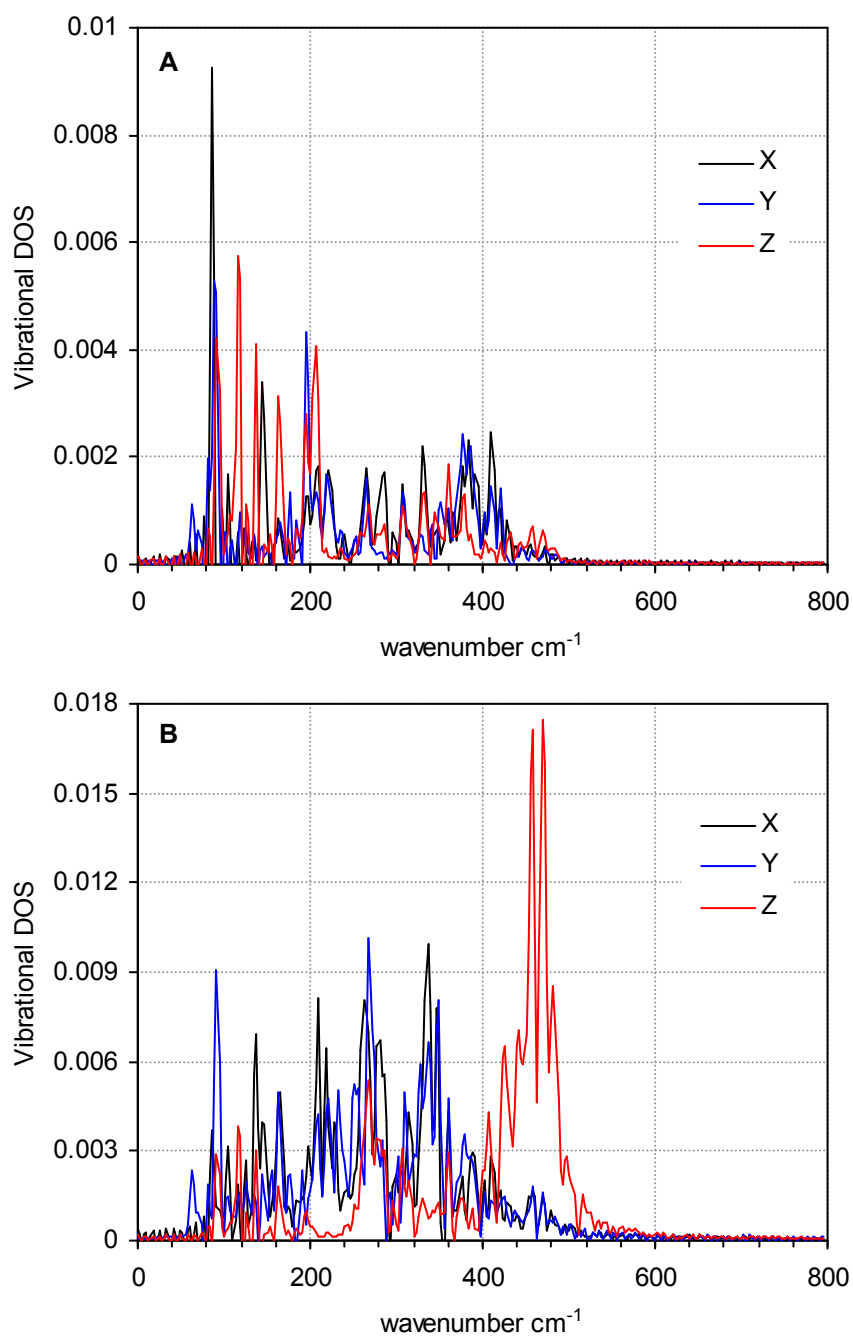 0.01
A
0.008
X
Y
0.006
Z
Vibrational DOS
0.004
0.002
0
0 200 400 600 800
wavenumber cm-1
0.018
B
0.015
X
Y
0.012
Z
Vibrational DOS
0.009
0.006
0.003
0
0 200 400 600 800
wavenumber cm-1